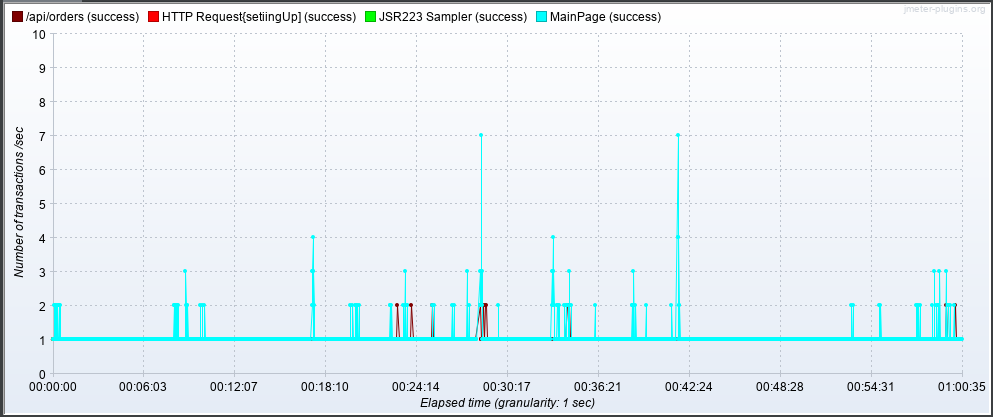 jmeter-plugins.org
/api/orders (success) HTTP Request[setiingUp] (success) JSR223 Sampler (success) MainPage (success)
10
9
8
7
6
5
4
3
2
1
0
Number of transactions /sec
00:00:00 00:06:03 00:12:07 00:18:10 00:24:14 00:30:17 00:36:21 00:42:24 00:48:28 00:54:31 01:00:35
Elapsed time (granularity: 1 sec)